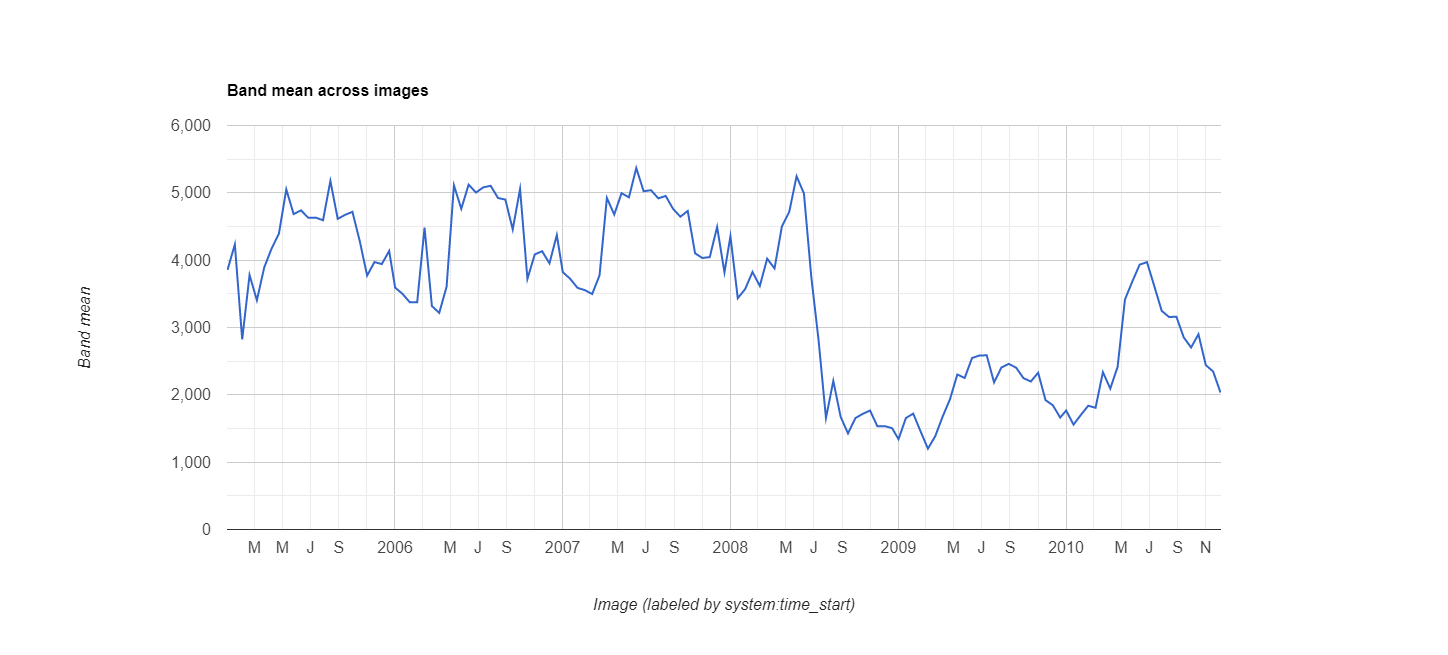 Band mean across images
6,000
5,000
4,000
3,000
2,000
1,000
0
Band mean
M M J S 2006 M J S 2007 M J S 2008 M J S 2009 M J S 2010 M J S N
Image (labeled by system:time_start)